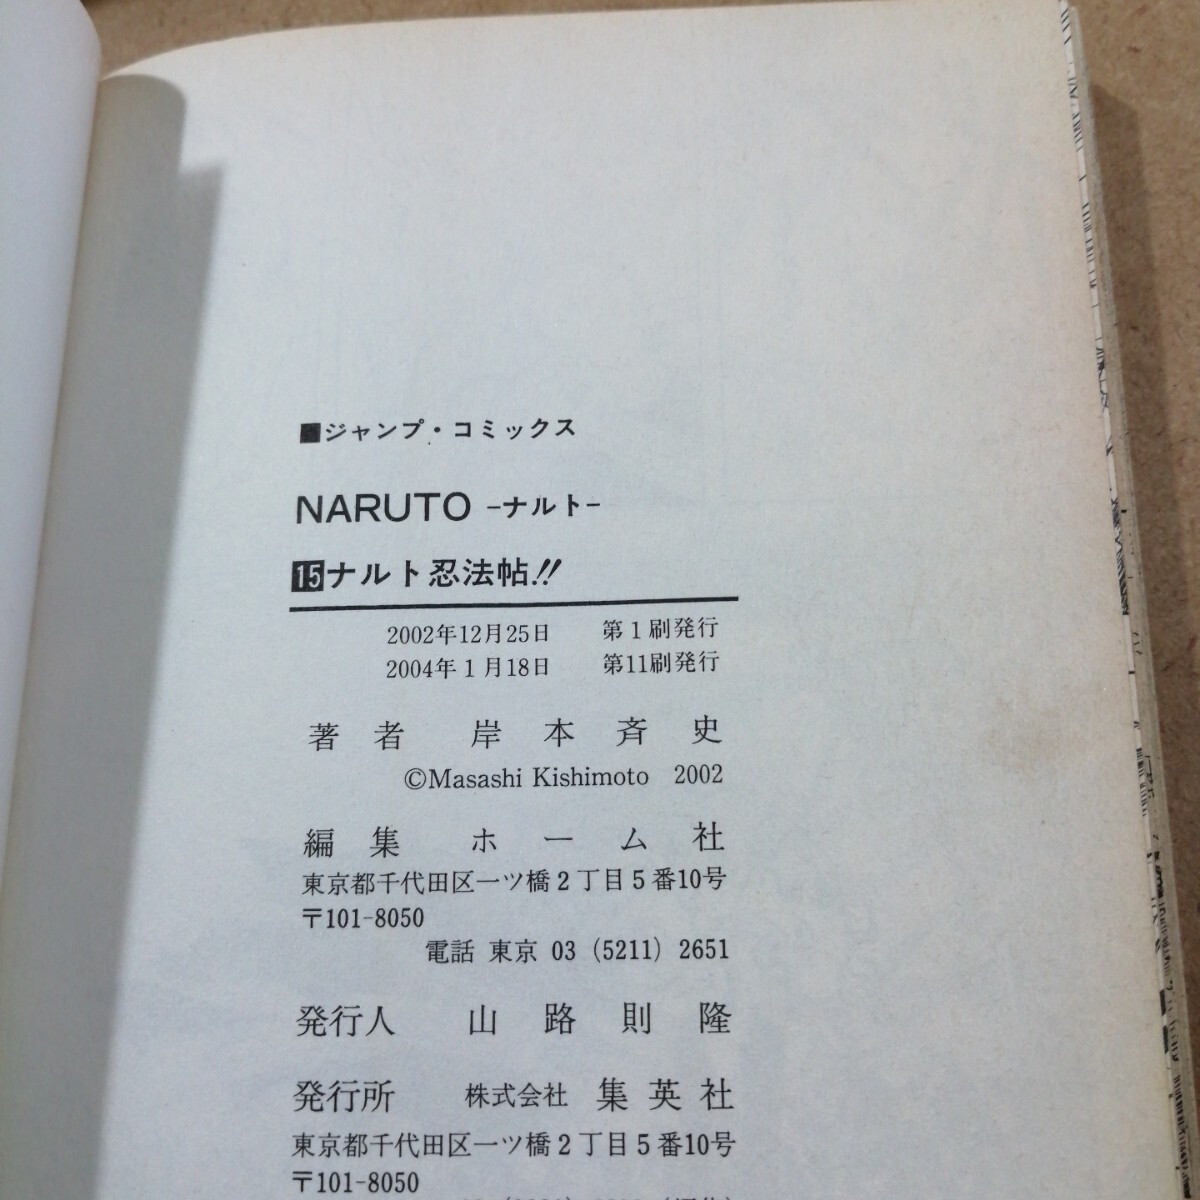 ■ジャンプ・コミックス
NARUTO -ナルト-
15ナルト忍法帖!!
2002年12月25日 第1刷発行
2004年1月18日 第11刷発行
著者 岸本斉史
©Masashi Kishimoto 2002
編集 ホーム社
東京都千代田区一ツ橋2丁目5番10号
〒101-8050
電話 東京 03 (5211) 2651
発行人 山路則隆
発行所 株式会社 集英社
東京都千代田区一ツ橋2丁目5番10号
〒101-8050